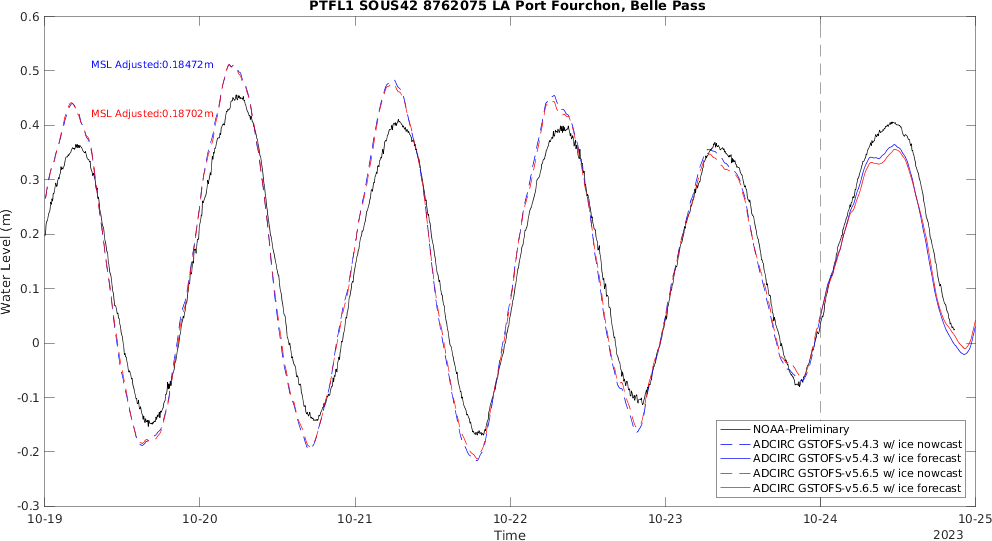 PTFL1 SOUS42 8762075 LA Port Fourchon, Belle Pass
0.6
0.5
0.4
0.3
0.2
0.1
0
-0.1
-0.2
-0.3
Water Level (m)
MSL Adjusted:0.18472m
MSL Adjusted:0.18702m
NOAA-Preliminary
ADCIRC GSTOFS-v5.4.3 w/ ice nowcast
ADCIRC GSTOFS-v5.4.3 w/ ice forecast
ADCIRC GSTOFS-v5.6.5 w/ ice nowcast
ADCIRC GSTOFS-v5.6.5 w/ ice forecast
10-19 10-20 10-21 10-22 10-23 10-24 10-25
Time
2023